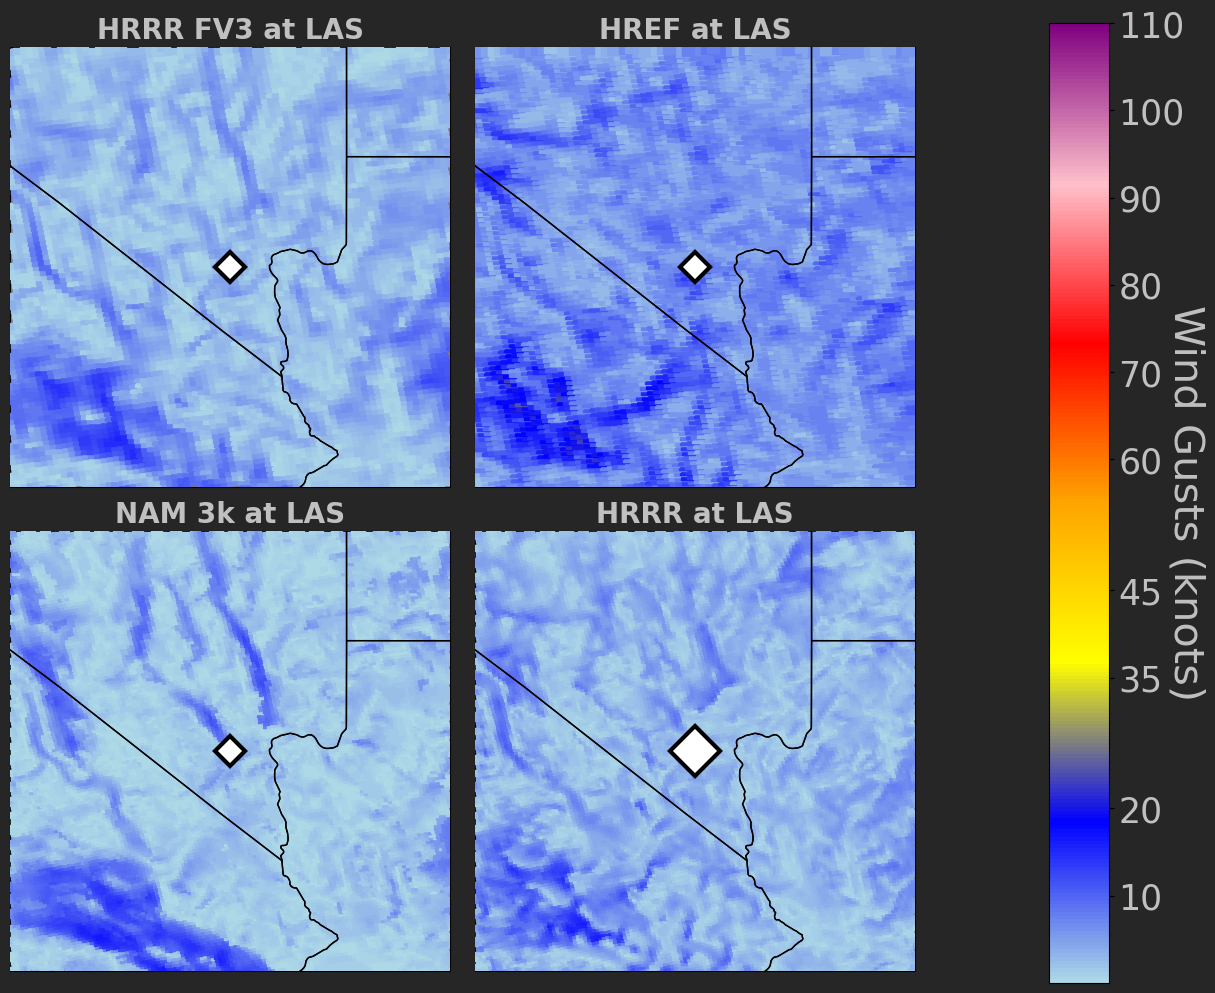 HRRR FV3 at LAS
HREF at LAS
NAM 3k at LAS
HRRR at LAS
110
100
90
80
70
60
45
35
20
10
Wind Gusts (knots)